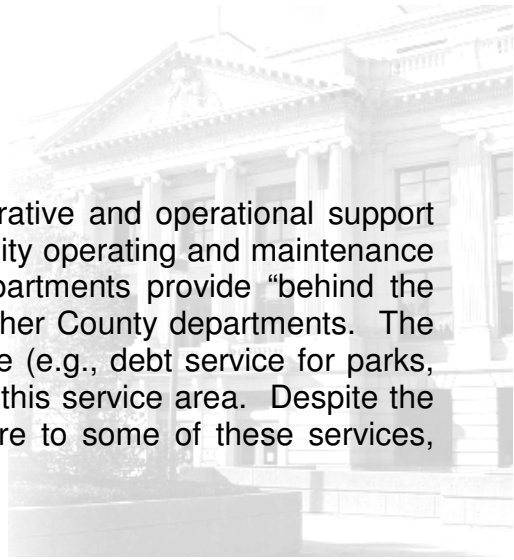 rative and operational support
ity operating and maintenance
partments provide “behind the
ther County departments.  The
e (e.g., debt service for parks,
this service area.  Despite the
re to some of these services,